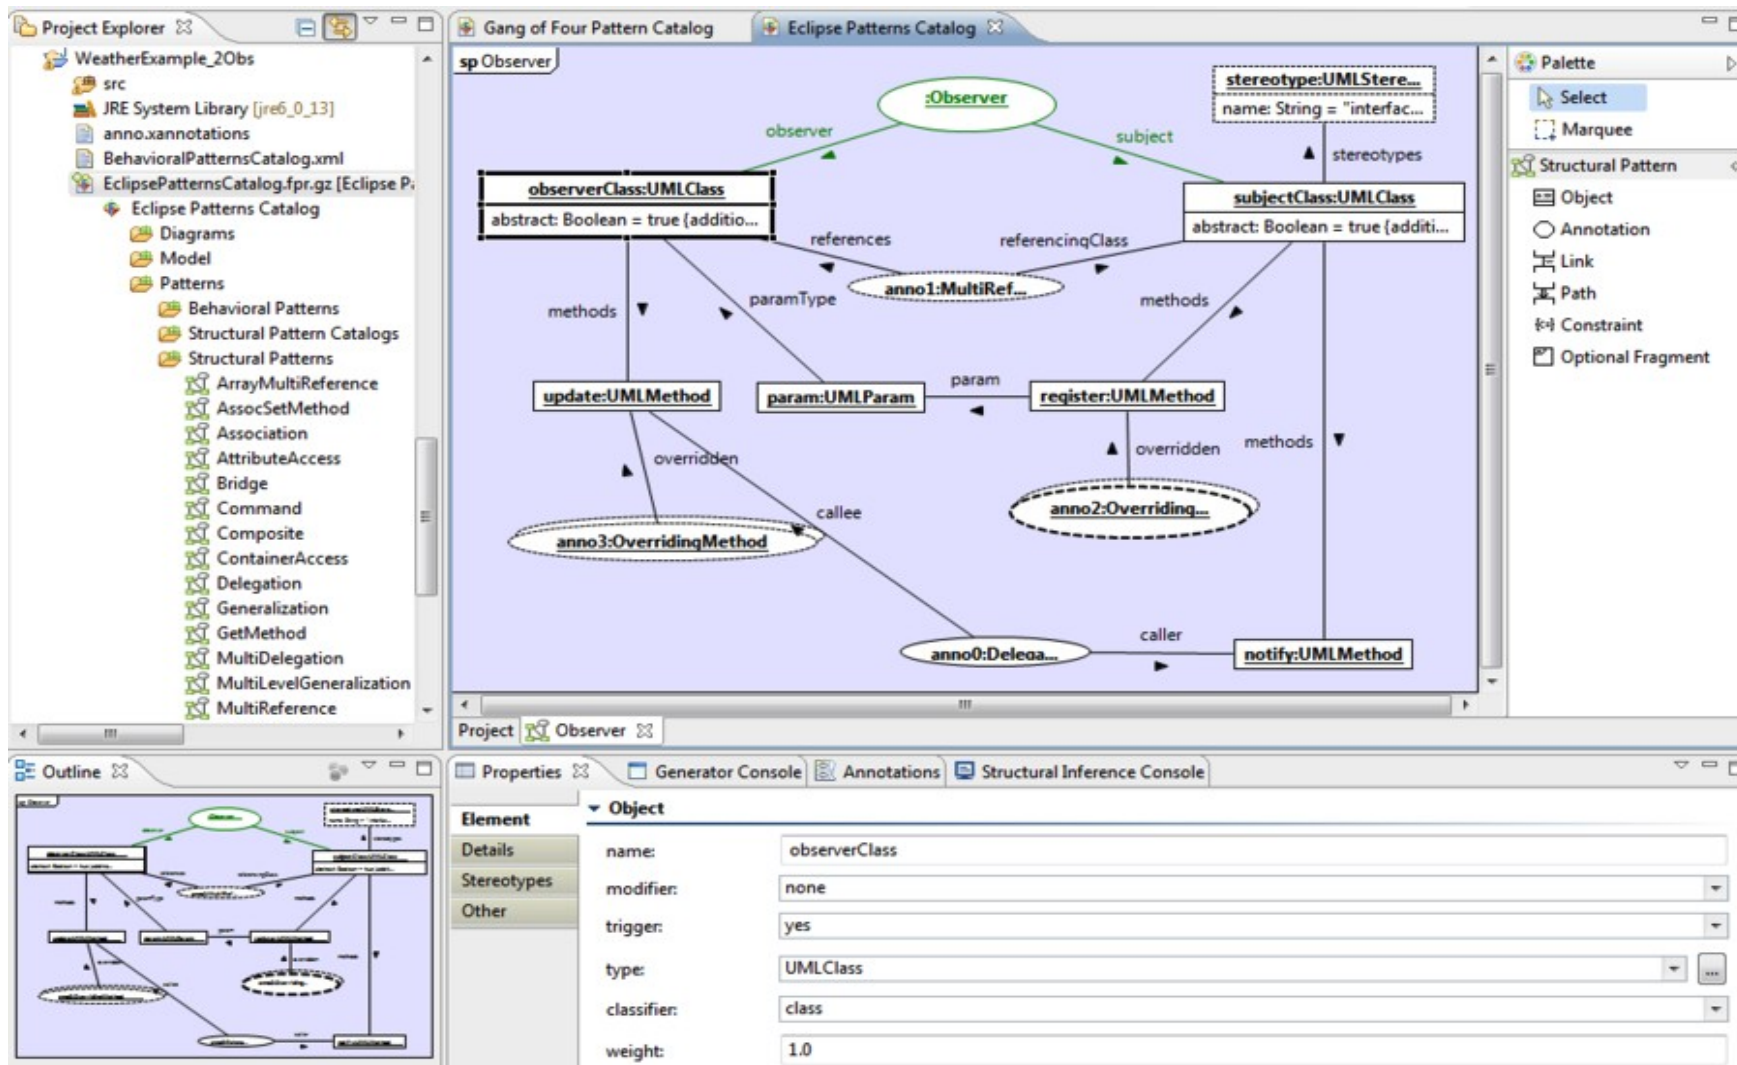 Project Explorer
WeatherExample_2Obs
src
JRE System Library [jre6_0_13]
anno.xannotations
BehavioralPatternsCatalog.xml
EclipsePatternsCatalog.fpr.gz [Eclipse Pa
Eclipse Patterns Catalog
Diagrams
Model
Patterns
Behavioral Patterns
Structural Pattern Catalogs
Structural Patterns
ArrayMultiReference
AssocSetMethod
Association
AttributeAccess
Bridge
Command
Composite
ContainerAccess
Delegation
Generalization
GetMethod
MultiDelegation
MultiLevelGeneralization
MultiReference
Gang of Four Pattern Catalog
Eclipse Patterns Catalog
sp Observer
:Observer
stereotype:UMLStere...
name: String = "interfac...
observer
subject
stereotypes
observerClass:UMLClass
abstract: Boolean = true {additio...
subjectClass:UMLClass
abstract: Boolean = true {additi...
references
referencingClass
anno1:MultiRef...
methods
paramType
methods
update:UMLMethod
param:UMLParam
param
register:UMLMethod
overridden
overridden
methods
anno3:OverridingMethod
callee
anno2:Overriding...
anno0:Delega...
caller
notify:UMLMethod
Project
Observer
Palette
Select
Marquee
Structural Pattern
Object
Annotation
Link
Path
Constraint
Optional Fragment
Outline
Properties
Generator Console
Annotations
Structural Inference Console
Element
Details
Stereotypes
Other
Object
name: observerClass
modifier: none
trigger: yes
type: UMLClass
...
classifier: class
weight: 1.0